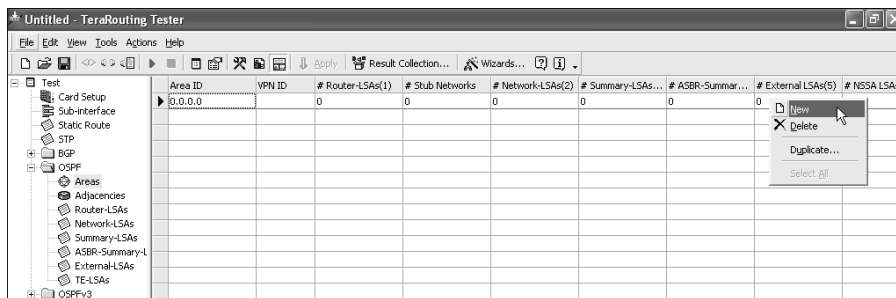 Untitled - TeraRouting Tester
File Edit View Tools Actions Help
Apply Result Collection... Wizards...
Test
Card Setup
Sub-interface
Static Route
STP
BGP
OSPF
Areas
Adjacencies
Router-LSAs
Network-LSAs
Summary-LSAs
ASBR-Summary-L
External-LSAs
TE-LSAs
OSPFv3
Area ID VPN ID # Router-LSAs(1) # Stub Networks # Network-LSAs(2) # Summary-LSAs... # ASBR-Summar... # External LSAs(5) # NSSA LSAs
0.0.0.0 0 0 0 0 0 0
New
Delete
Duplicate...
Select All